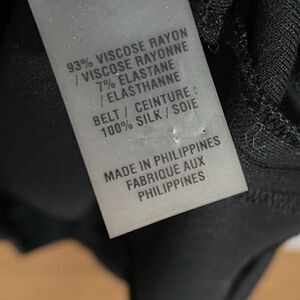 93% VISCOSE RAYON
/ VISCOSE RAYONNE
7% ELASTANE
/ ELASTHANNE
BELT / CEINTURE :
100% SILK / SOIE
MADE IN PHILIPPINES
FABRIQUE AUX
PHILIPPINES